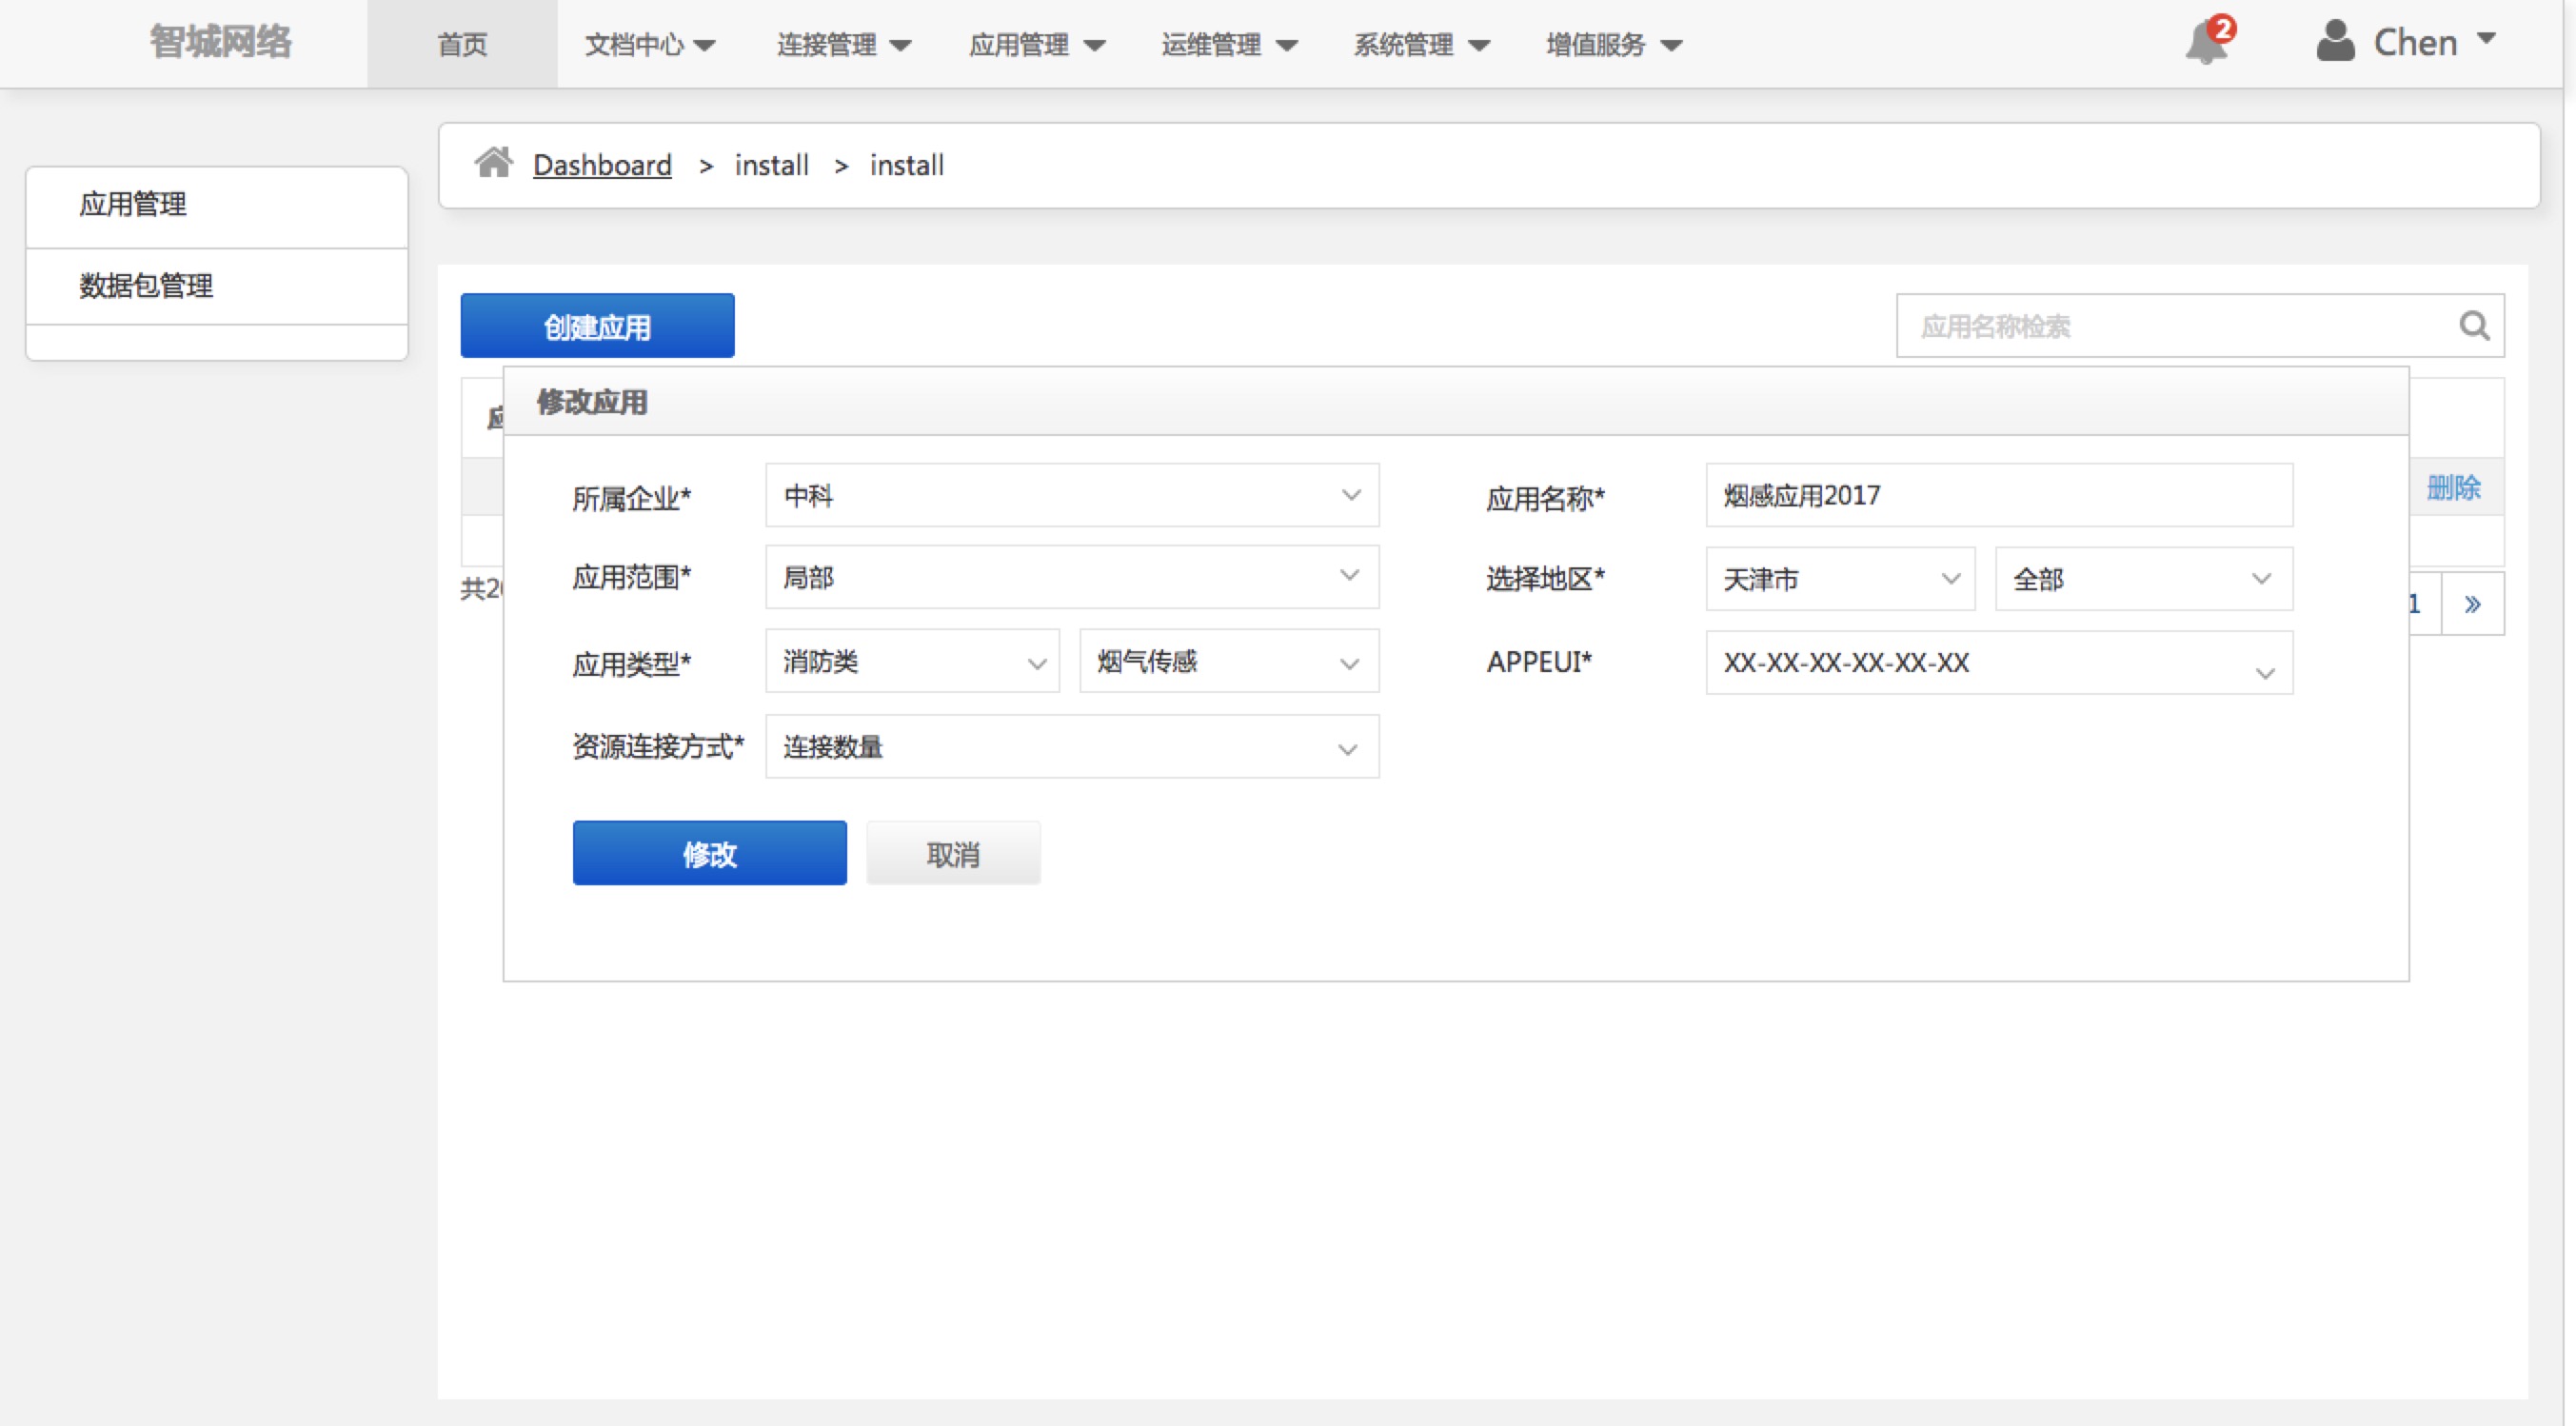 智城网络 首页 文档中心 连接管理 应用管理 运维管理 系统管理 增值服务 2 Chen
Dashboard > install > install
应用管理
数据包管理
创建应用 应用名称检索
修改应用
所属企业* 中科 应用名称* 烟感应用2017 删除
应用范围* 局部 选择地区* 天津市 全部
共2 1 »
应用类型* 消防类 烟气传感 APPEUI* XX-XX-XX-XX-XX-XX
资源连接方式* 连接数量
修改 取消